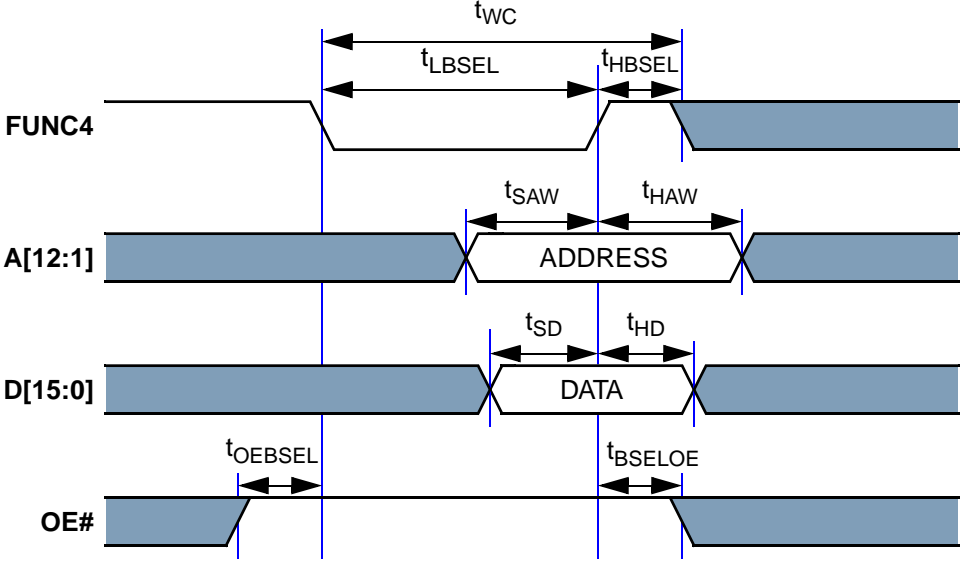 tWC
tLBSEL tHBSEL
FUNC4
tSAW tHAW
A[12:1] ADDRESS
tSD tHD
D[15:0] DATA
tOEBSEL tBSELOE
OE#